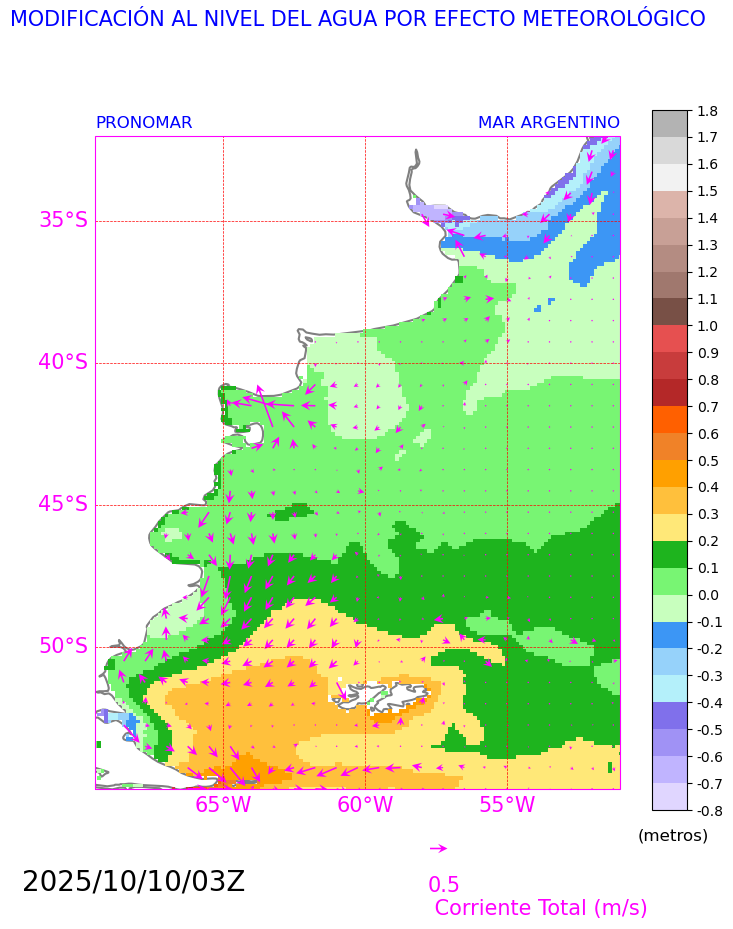 MODIFICACIÓN AL NIVEL DEL AGUA POR EFECTO METEOROLÓGICO
PRONOMAR
MAR ARGENTINO
35°S
40°S
45°S
50°S
65°W
60°W
55°W
1.8
1.7
1.6
1.5
1.4
1.3
1.2
1.1
1.0
0.9
0.8
0.7
0.6
0.5
0.4
0.3
0.2
0.1
0.0
-0.1
-0.2
-0.3
-0.4
-0.5
-0.6
-0.7
-0.8
(metros)
2025/10/10/03Z
0.5
Corriente Total (m/s)